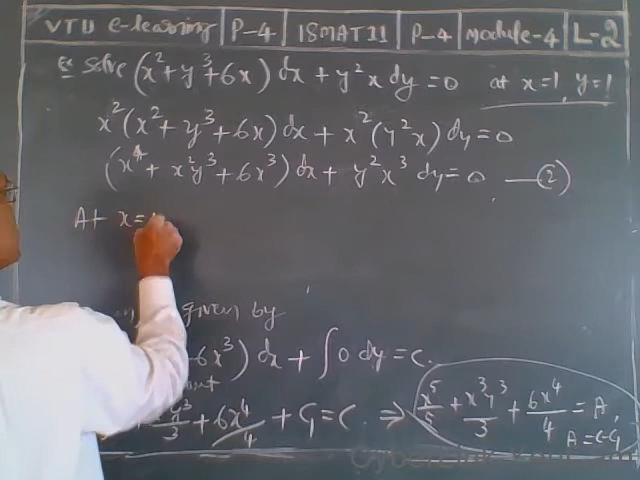 VTU e-learning | P-4 | 18MAT11 | P-4 | Module-4 | L-2
Ex Solve (x²+y³+6x) dx + y²x dy = 0 at x=1, y=1
x²(x²+y³+6x) dx + x²(y²x) dy = 0
(x⁴ + x²y³ + 6x³) dx + y²x³ dy = 0 —②
At x=
given by
6x³) dx + ∫ 0 dy = C.
y³/3 + 6x⁴/4 + C₁ = C ⇒ x⁵/5 + x³y³/3 + 6x⁴/4 = A,
A = C-C₁